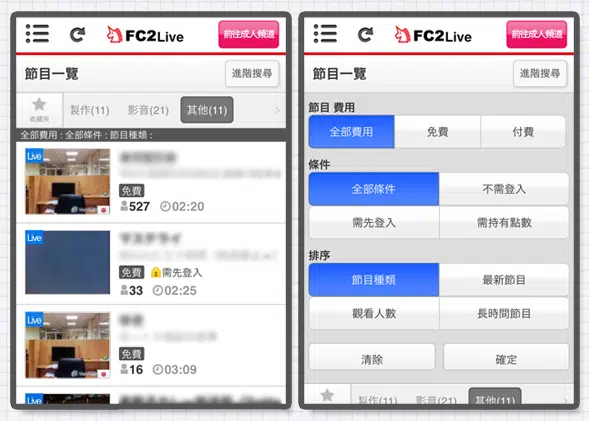 FC2Live
前往成人頻道
節目一覽
進階搜尋
收藏夾
製作(11)
影音(21)
其他(11)
全部費用 : 全部條件 : 節目種類 :
Live
免費
527
02:20
Live
マステライ
免費
需先登入
33
02:25
Live
免費
16
03:09
Live
FC2Live
前往成人頻道
節目一覽
進階搜尋
節目 費用
全部費用
免費
付費
條件
全部條件
不需登入
需先登入
需持有點數
排序
節目種類
最新節目
觀看人數
長時間節目
清除
確定
製作(11)
影音(21)
其他(11)